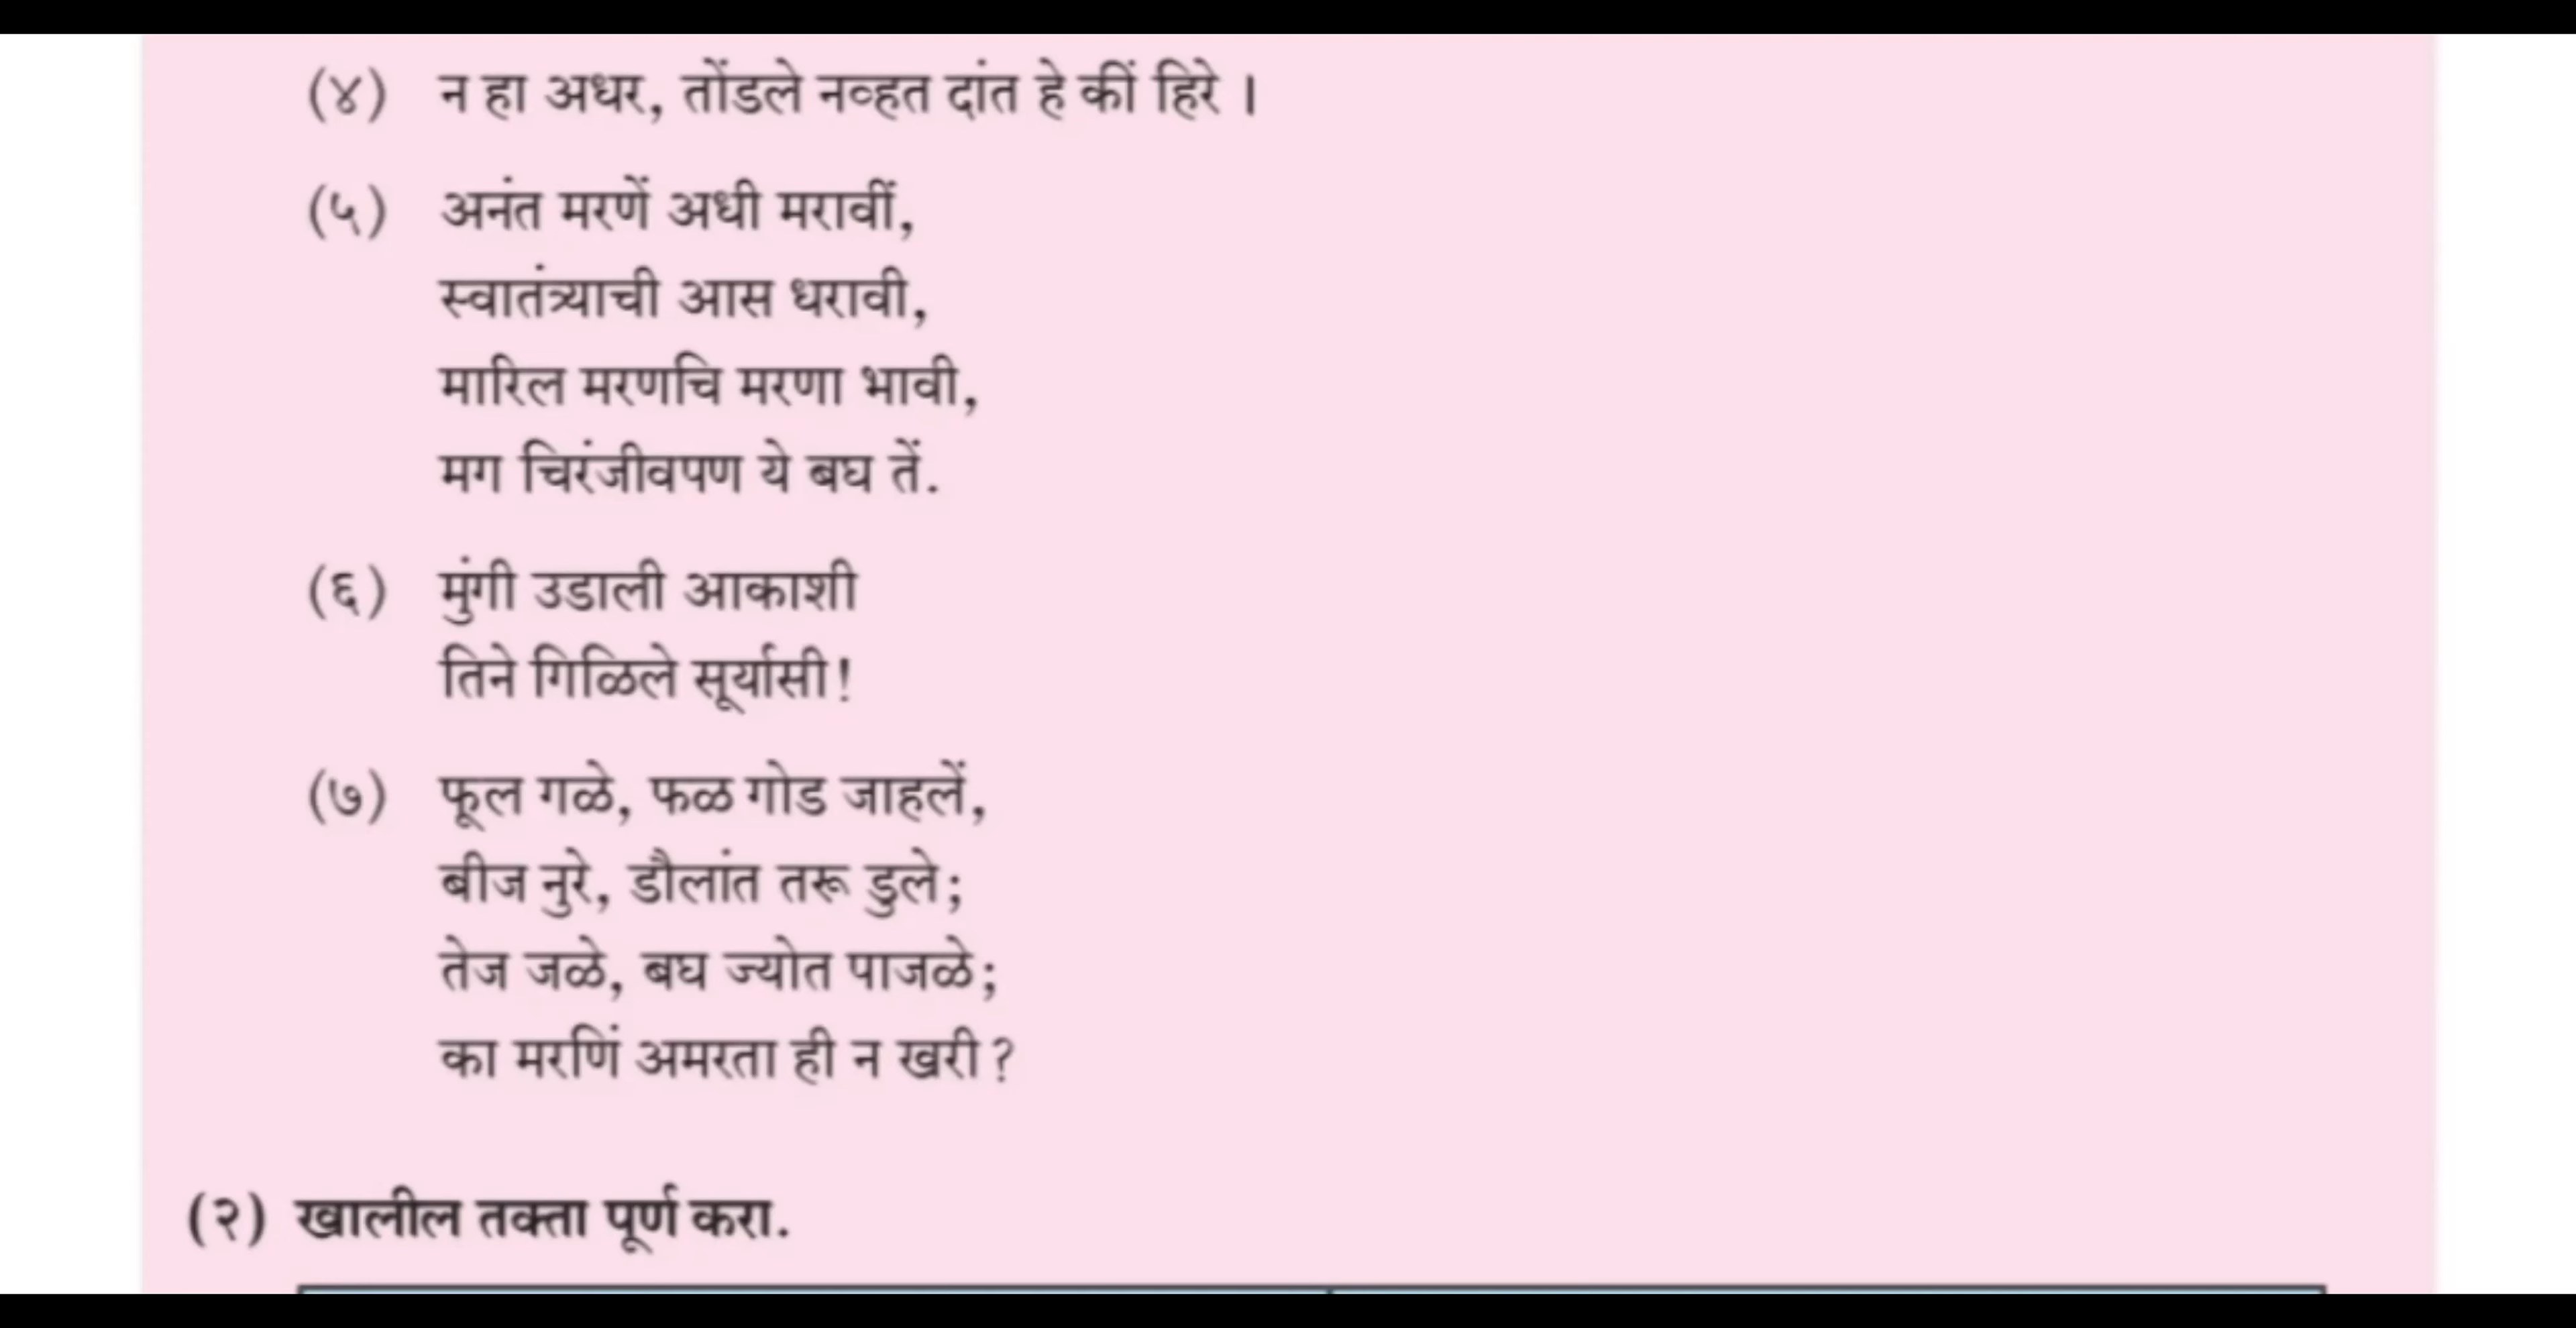 (४) न हा अधर, तोंडले नव्हत दांत हे कीं हिरे ।
(५) अनंत मरणें अधी मरावीं,
स्वातंत्र्याची आस धरावी,
मारिल मरणचि मरणा भावी,
मग चिरंजीवपण ये बघ तें.
(६) मुंगी उडाली आकाशी
तिने गिळिले सूर्यासी!
(७) फूल गळे, फळ गोड जाहलें,
बीज नुरे, डौलांत तरू डुले;
तेज जळे, बघ ज्योत पाजळे;
का मरणिं अमरता ही न खरी?
(२) खालील तक्ता पूर्ण करा.